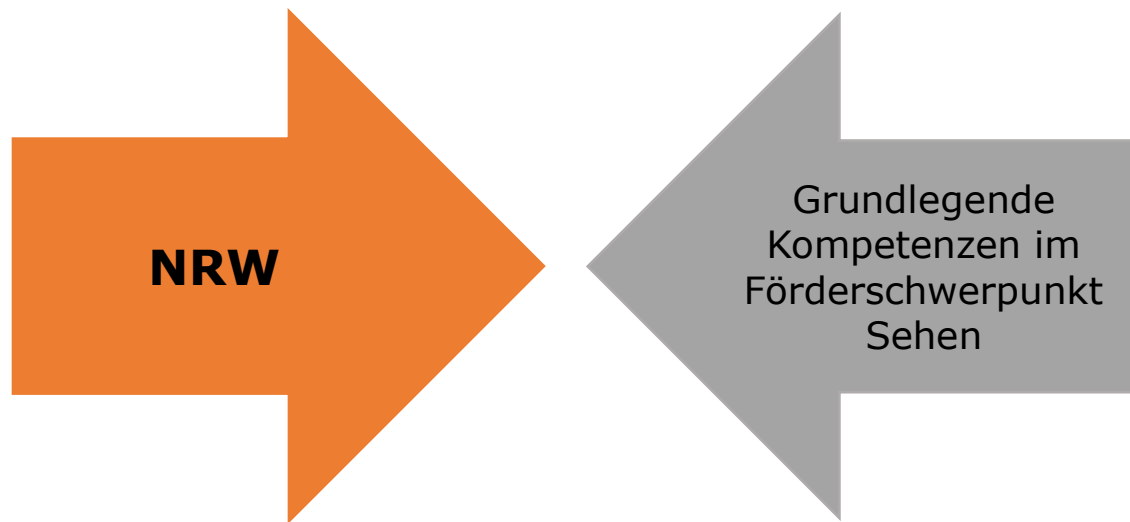 NRW
Grundlegende
Kompetenzen im
Förderschwerpunkt
Sehen